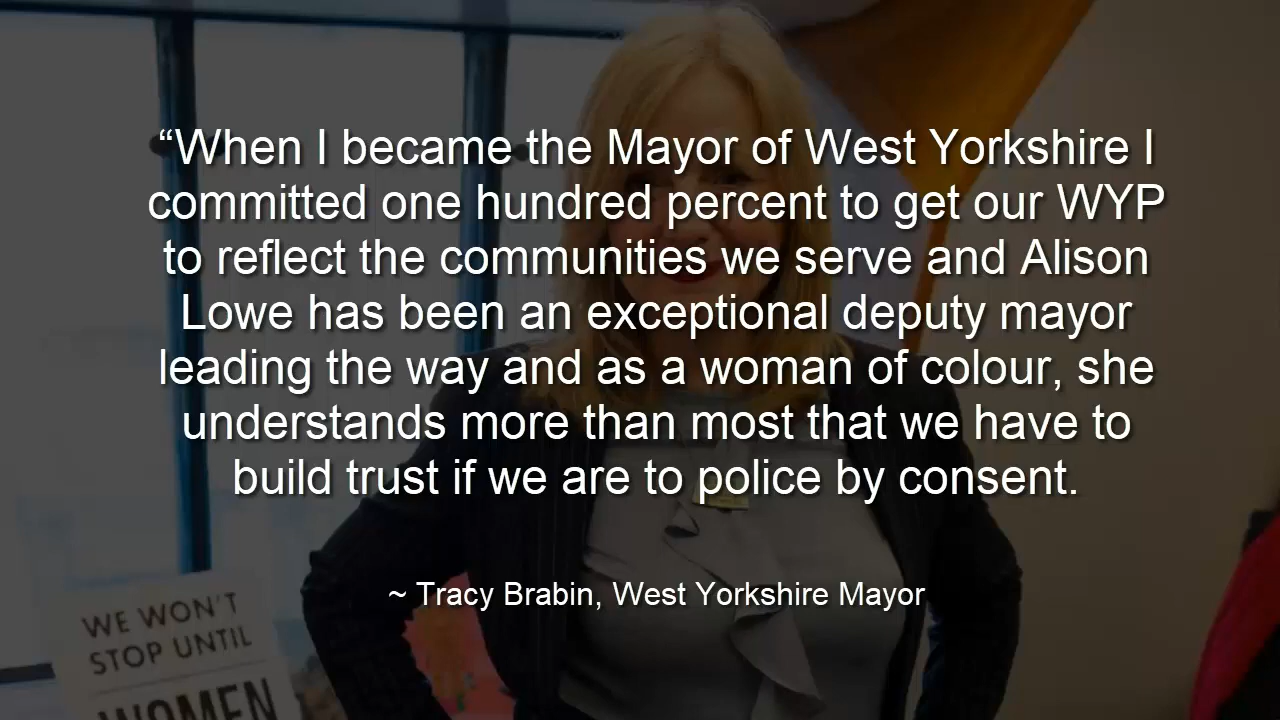 “When I became the Mayor of West Yorkshire I
committed one hundred percent to get our WYP
to reflect the communities we serve and Alison
Lowe has been an exceptional deputy mayor
leading the way and as a woman of colour, she
understands more than most that we have to
build trust if we are to police by consent.
~ Tracy Brabin, West Yorkshire Mayor
WE WON'T
STOP UNTIL
WOMEN